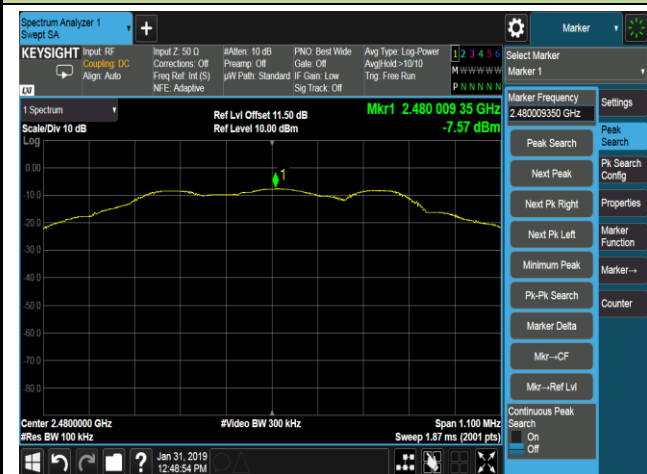 Spectrum Analyzer 1
Swept SA
+
Marker
KEYSIGHT
Input: RF
Coupling: DC
Align: Auto
Input Z: 50 Ω
Corrections: Off
Freq Ref: Int (S)
NFE: Adaptive
#Atten: 10 dB
Preamp: Off
µW Path: Standard
PNO: Best Wide
Gate: Off
IF Gain: Low
Sig Track: Off
Avg Type: Log-Power
Avg|Hold:>10/10
Trig: Free Run
1 2 3 4 5 6
M W W W W W
P N N N N N
LXI
Select Marker
Marker 1
1 Spectrum
Scale/Div 10 dB
Log
Ref Lvl Offset 11.50 dB
Ref Level 10.00 dBm
Mkr1 2.480 009 35 GHz
-7.57 dBm
1
0.00
-10.0
-20.0
-30.0
-40.0
-50.0
-60.0
-70.0
-80.0
Center 2.4800000 GHz
#Res BW 100 kHz
#Video BW 300 kHz
Span 1.100 MHz
Sweep 1.87 ms (2001 pts)
Marker Frequency
2.480009350 GHz
Peak Search
Next Peak
Next Pk Right
Next Pk Left
Minimum Peak
Pk-Pk Search
Marker Delta
Mkr→CF
Mkr→Ref Lvl
Continuous Peak
Search
On
Off
Settings
Peak
Search
Pk Search
Config
Properties
Marker
Function
Marker→
Counter
?
Jan 31, 2019
12:48:54 PM